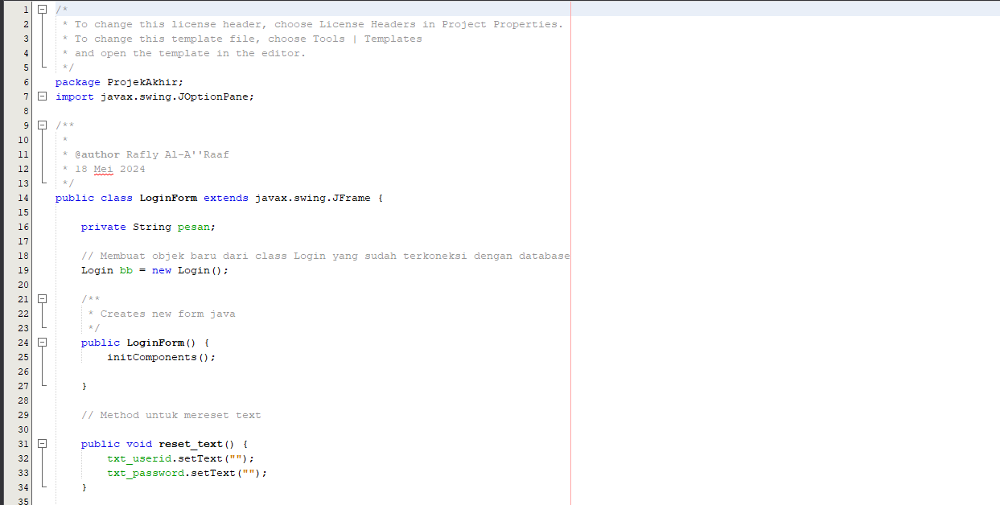 1 /*
2  * To change this license header, choose License Headers in Project Properties.
3  * To change this template file, choose Tools | Templates
4  * and open the template in the editor.
5  */
6 package ProjekAkhir;
7 import javax.swing.JOptionPane;
8
9 /**
10  *
11  * @author Rafly Al-A''Raaf
12  * 18 Mei 2024
13  */
14 public class LoginForm extends javax.swing.JFrame {
15
16     private String pesan;
17
18     // Membuat objek baru dari class Login yang sudah terkoneksi dengan database
19     Login bb = new Login();
20
21     /**
22      * Creates new form java
23      */
24     public LoginForm() {
25         initComponents();
26
27     }
28
29     // Method untuk mereset text
30
31     public void reset_text() {
32         txt_userid.setText("");
33         txt_password.setText("");
34     }
35